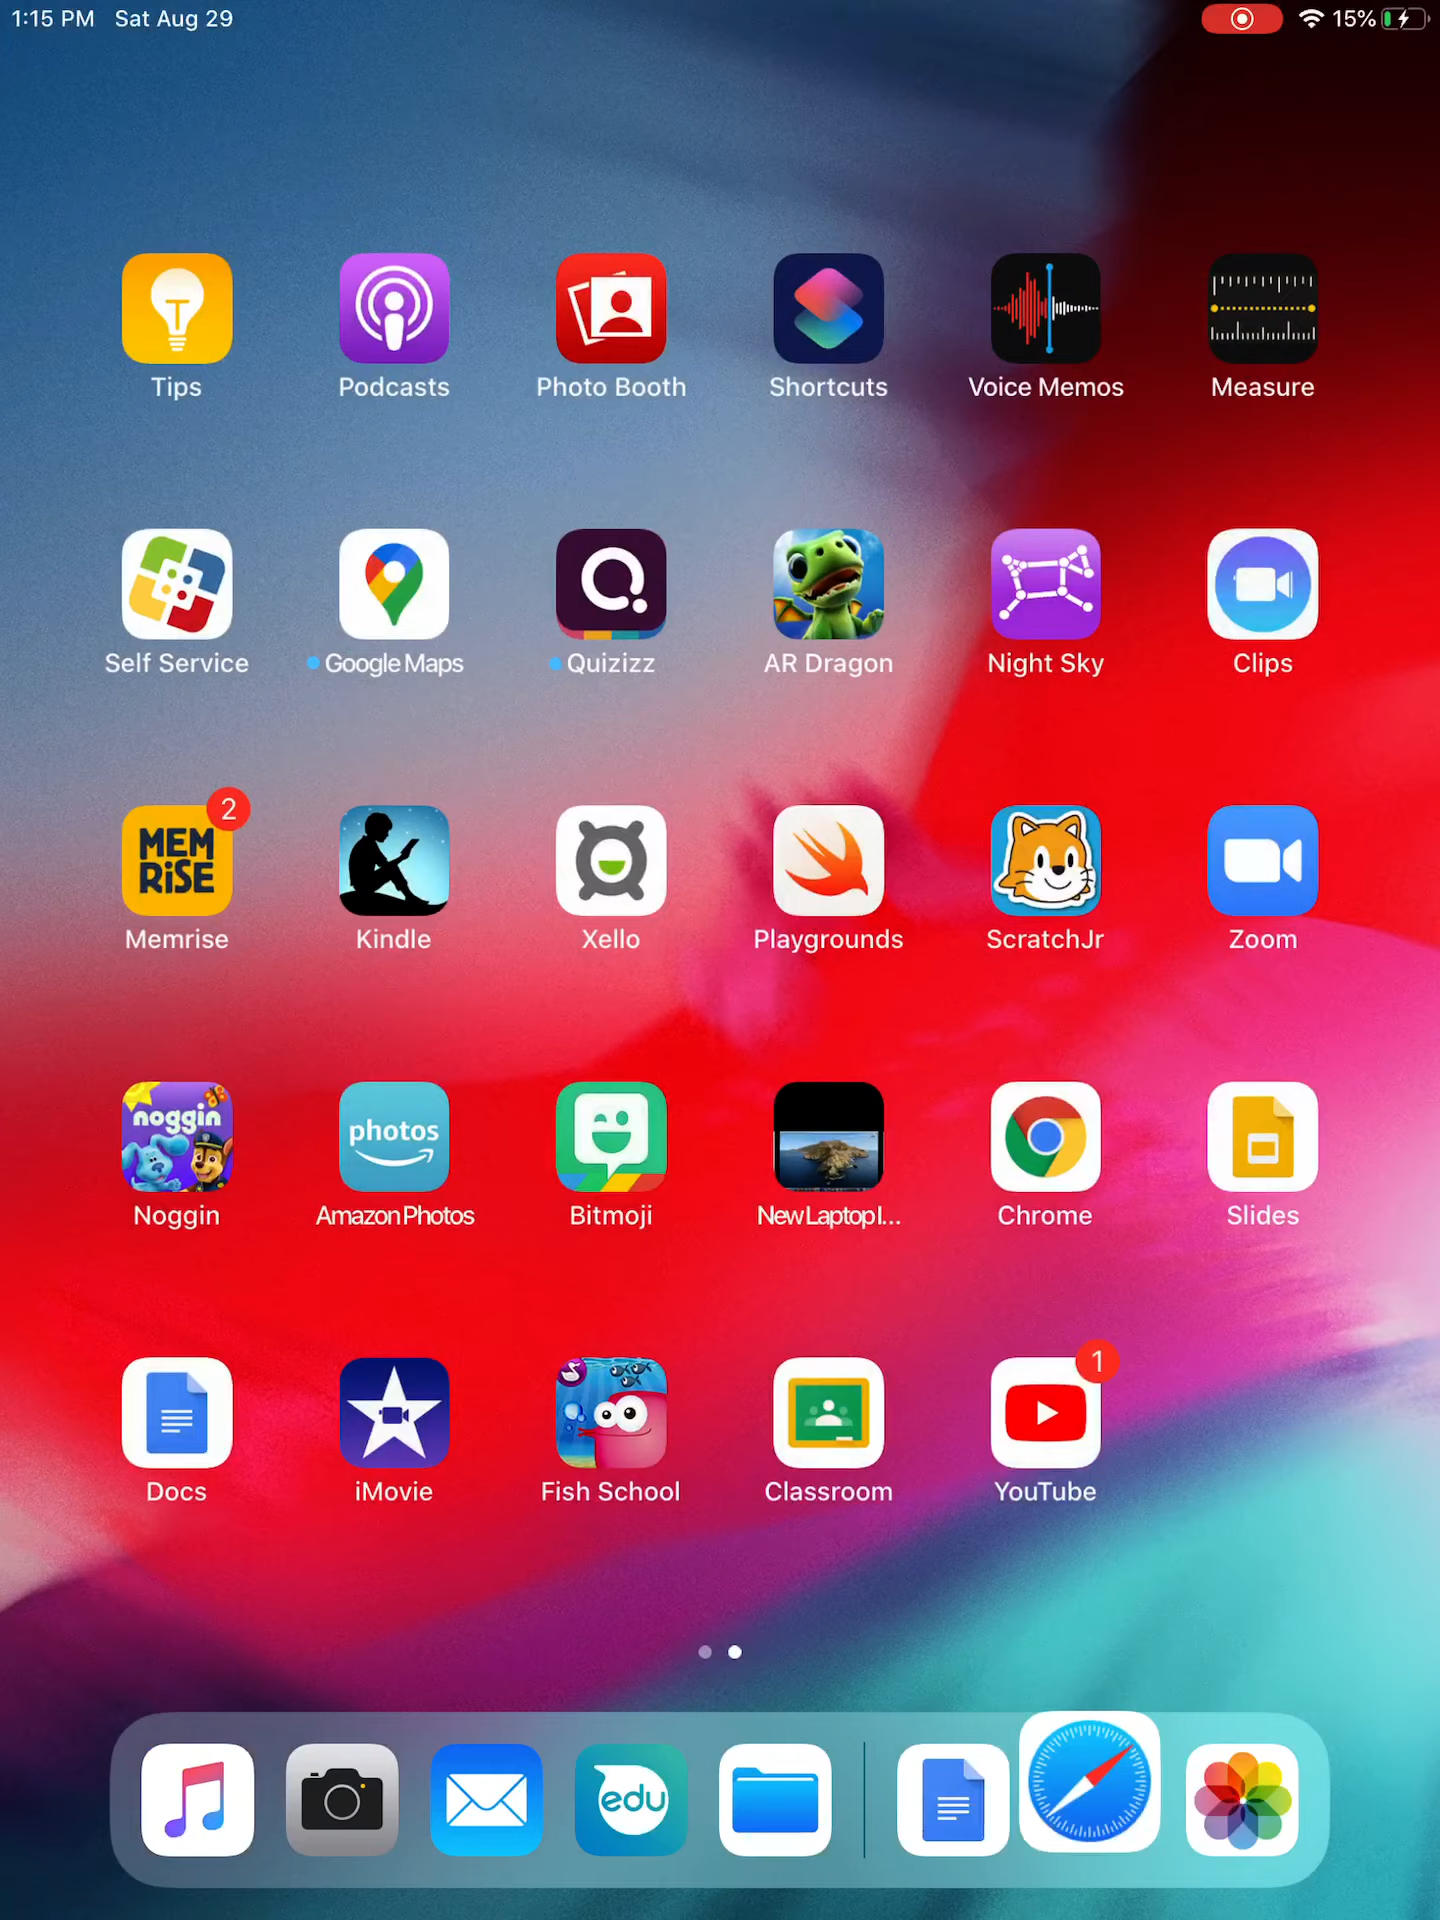 1:15 PM Sat Aug 29
15%
Tips
Podcasts
Photo Booth
Shortcuts
Voice Memos
Measure
Self Service
Google Maps
Quizizz
AR Dragon
Night Sky
Clips
2
MEM
RiSE
Memrise
Kindle
Xello
Playgrounds
ScratchJr
Zoom
noggin
photos
Noggin
Amazon Photos
Bitmoji
New Laptop I...
Chrome
Slides
1
Docs
iMovie
Fish School
Classroom
YouTube
edu